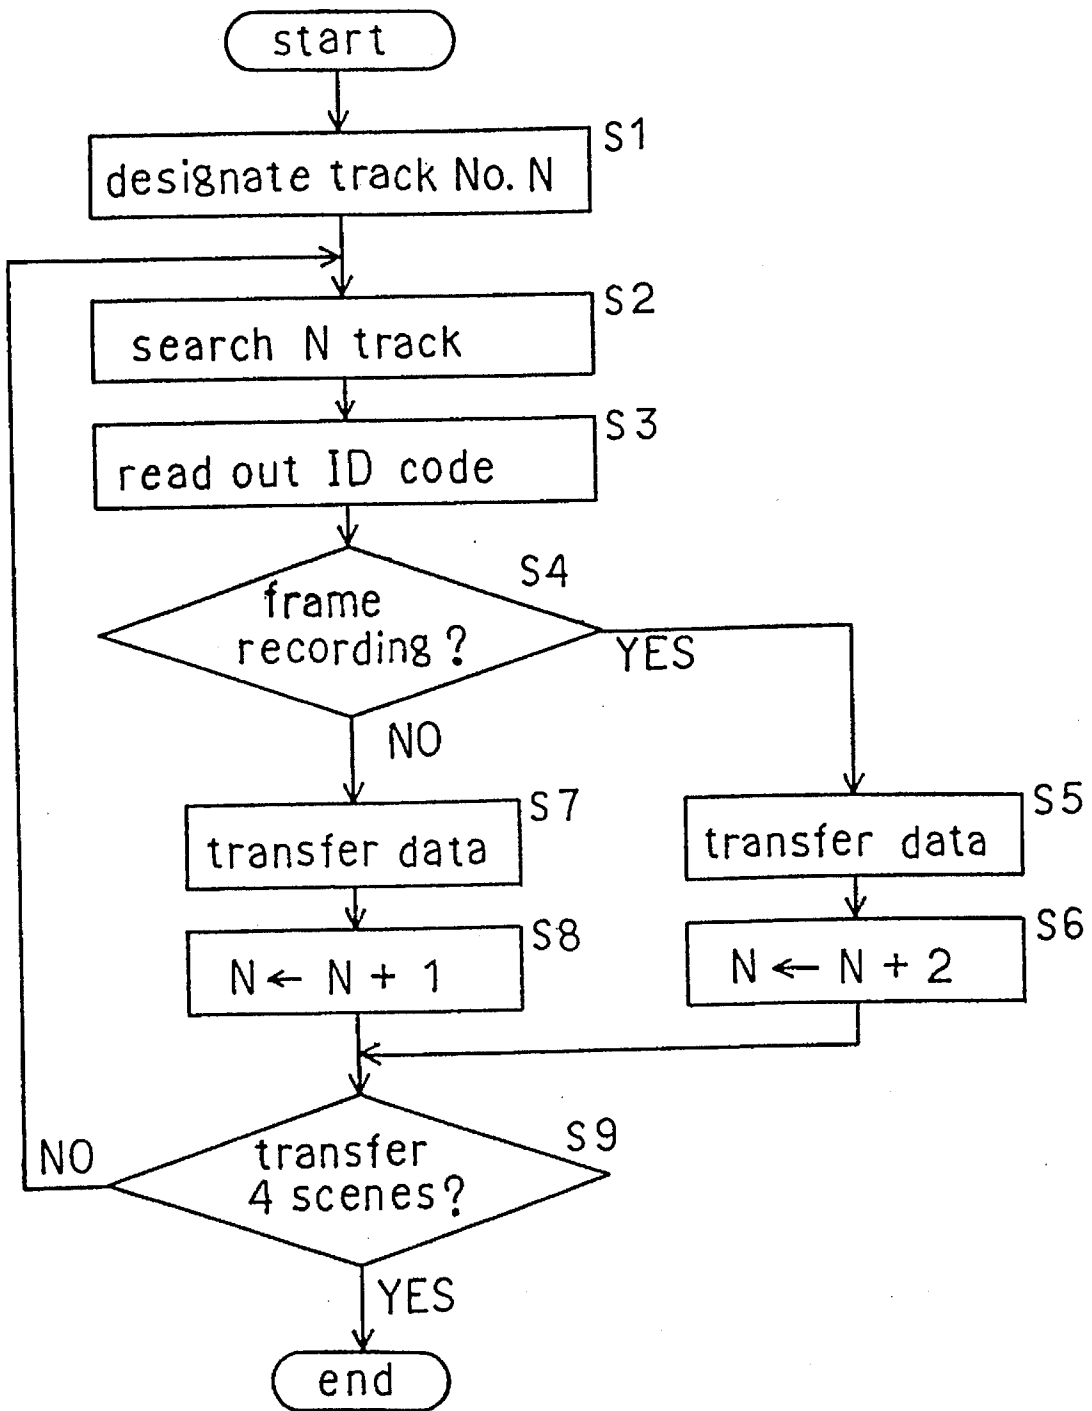 start
S1
designate track No. N
S2
search N track
S3
read out ID code
S4
frame
recording?
YES
NO
S7
transfer data
S5
transfer data
S8
N ← N + 1
S6
N ← N + 2
S9
transfer
4 scenes?
NO
YES
end